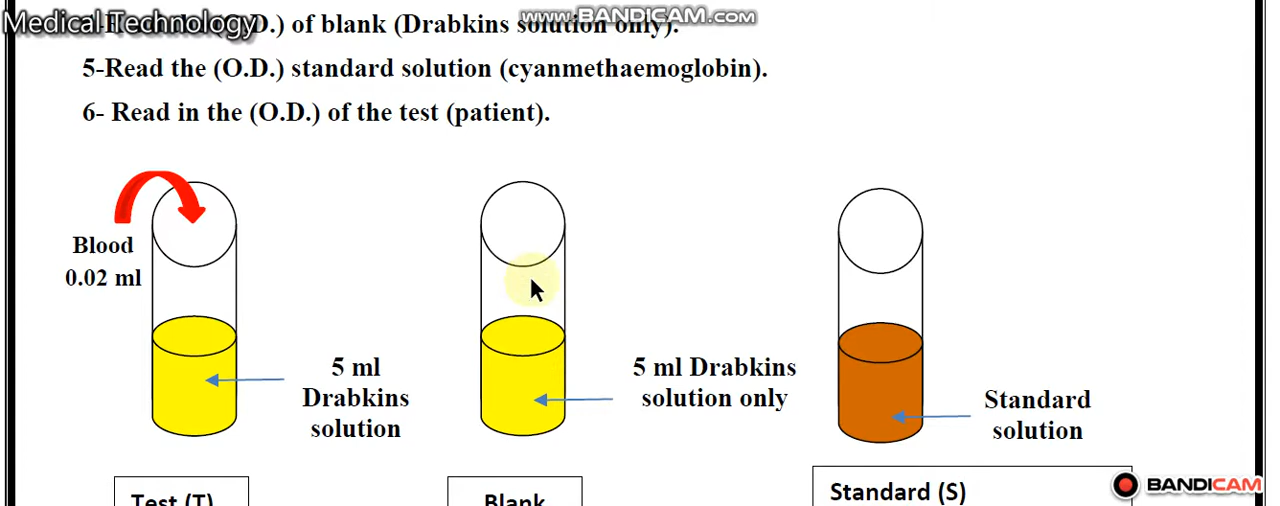 www.BANDICAM.com
Medical Technology
D.) of blank (Drabkins solution only).
5-Read the (O.D.) standard solution (cyanmethaemoglobin).
6- Read in the (O.D.) of the test (patient).
Blood
0.02 ml
5 ml
Drabkins
solution
5 ml Drabkins
solution only
Standard
solution
Test (T)
Blank
Standard (S)
BANDICAM